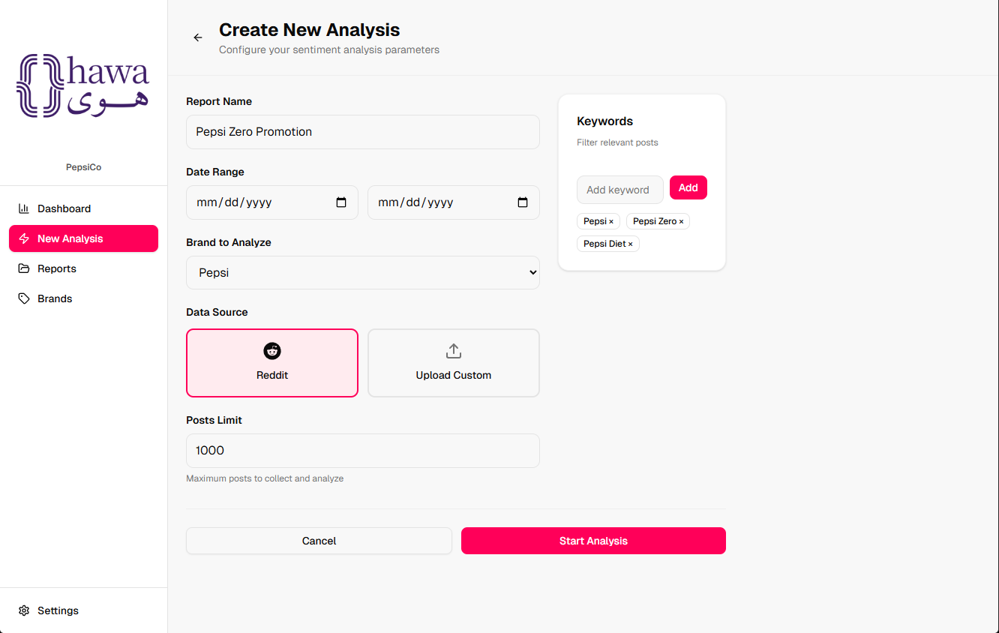 hawa
هوى
PepsiCo
Dashboard
New Analysis
Reports
Brands
Settings
Create New Analysis
Configure your sentiment analysis parameters
Report Name
Pepsi Zero Promotion
Date Range
mm/dd/yyyy
mm/dd/yyyy
Brand to Analyze
Pepsi
Data Source
Reddit
Upload Custom
Posts Limit
1000
Maximum posts to collect and analyze
Cancel
Start Analysis
Keywords
Filter relevant posts
Add keyword
Add
Pepsi ×
Pepsi Zero ×
Pepsi Diet ×